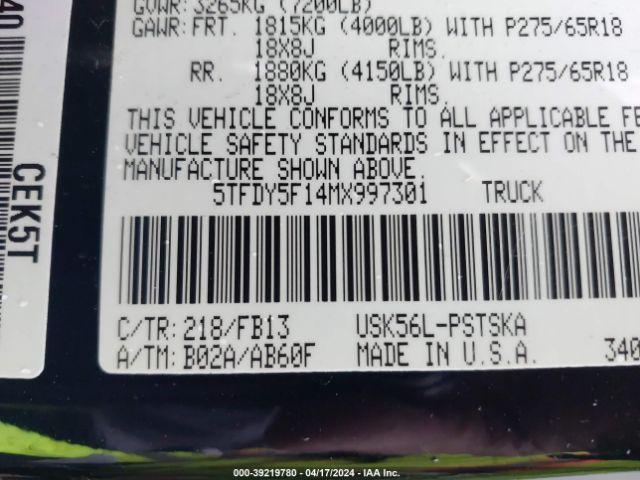 GVWR: 3265KG (7200LB)
GAWR: FRT. 1815KG (4000LB) WITH P275/65R18
18X8J RIMS.
RR. 1880KG (4150LB) WITH P275/65R18
18X8J RIMS.
THIS VEHICLE CONFORMS TO ALL APPLICABLE FE
VEHICLE SAFETY STANDARDS IN EFFECT ON THE
MANUFACTURE SHOWN ABOVE.
5TFDY5F14MX997301 TRUCK
C/TR: 218/FB13 USK56L-PSTSKA
A/TM: B02A/AB60F MADE IN U.S.A. 340
40
CEK5T
000-39219780 - 04/17/2024 - IAA Inc.